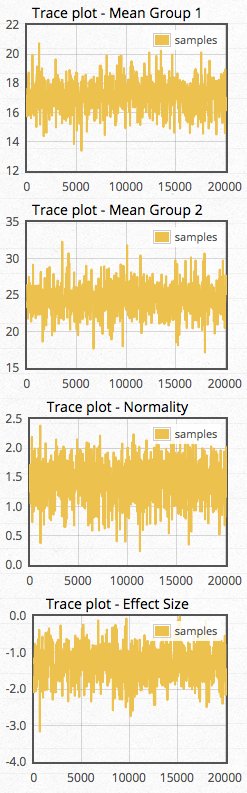 Trace plot - Mean Group 1
22
samples
20
18
16
14
12
0 5000 10000 15000 20000
Trace plot - Mean Group 2
35
samples
30
25
20
15
0 5000 10000 15000 20000
Trace plot - Normality
2.5
samples
2.0
1.5
1.0
0.5
0.0
0 5000 10000 15000 20000
Trace plot - Effect Size
0.0
samples
-1.0
-2.0
-3.0
-4.0
0 5000 10000 15000 20000